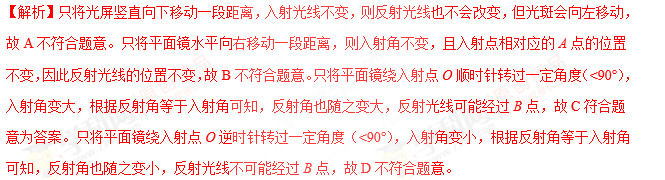 【解析】只将光屏竖直向下移动一段距离，入射光线不变，则反射光线也不会改变，但光斑会向左移动，
故 A 不符合题意。只将平面镜水平向右移动一段距离，则入射角不变，且入射点相对应的 A 点的位置
不变，因此反射光线的位置不变，故 B 不符合题意。只将平面镜绕入射点 O 顺时针转过一定角度（<90°），
入射角变大，根据反射角等于入射角可知，反射角也随之变大，反射光线可能经过 B 点，故 C 符合题
意为答案。只将平面镜绕入射点 O 逆时针转过一定角度（<90°），入射角变小，根据反射角等于入射角
可知，反射角也随之变小，反射光线不可能经过 B 点，故 D 不符合题意。